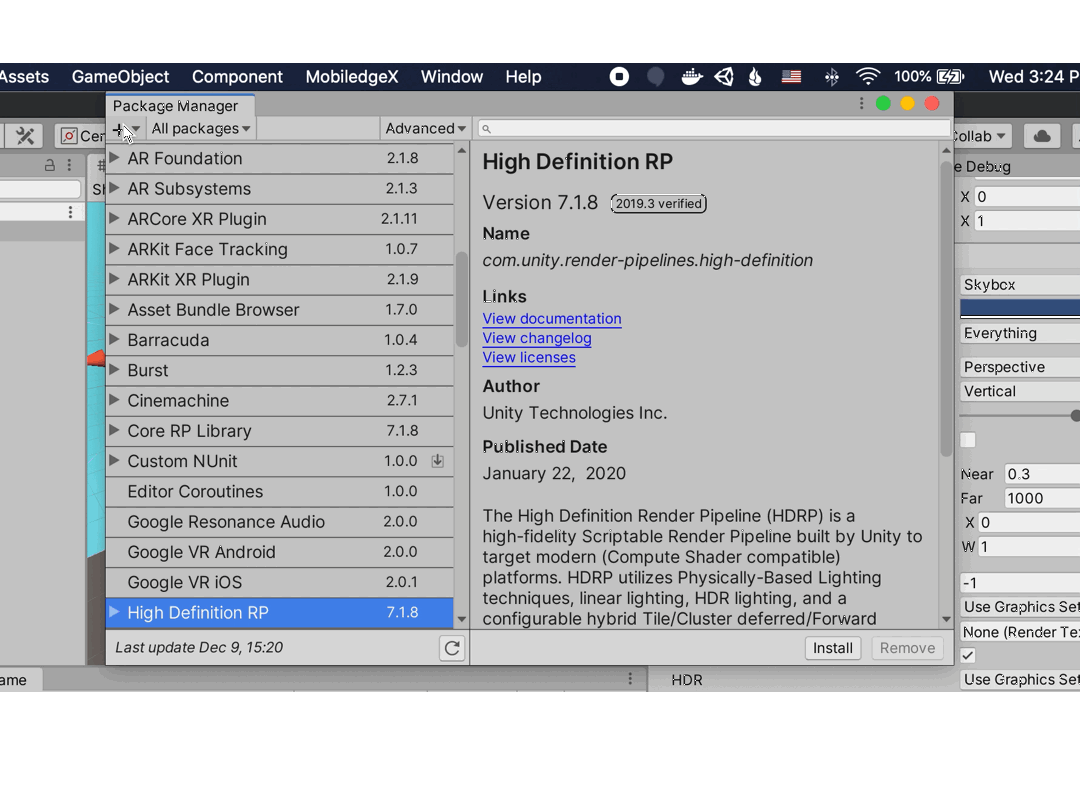 Assets GameObject Component MobiledgeX Window Help 100% Wed 3:24 P
Package Manager
All packages Advanced
AR Foundation 2.1.8
AR Subsystems 2.1.3
ARCore XR Plugin 2.1.11
ARKit Face Tracking 1.0.7
ARKit XR Plugin 2.1.9
Asset Bundle Browser 1.7.0
Barracuda 1.0.4
Burst 1.2.3
Cinemachine 2.7.1
Core RP Library 7.1.8
Custom NUnit 1.0.0
Editor Coroutines 1.0.0
Google Resonance Audio 2.0.0
Google VR Android 2.0.0
Google VR iOS 2.0.1
High Definition RP 7.1.8
Last update Dec 9, 15:20
High Definition RP
Version 7.1.8 2019.3 verified
Name
com.unity.render-pipelines.high-definition
Links
View documentation
View changelog
View licenses
Author
Unity Technologies Inc.
Published Date
January 22, 2020
The High Definition Render Pipeline (HDRP) is a
high-fidelity Scriptable Render Pipeline built by Unity to
target modern (Compute Shader compatible)
platforms. HDRP utilizes Physically-Based Lighting
techniques, linear lighting, HDR lighting, and a
configurable hybrid Tile/Cluster deferred/Forward
Install Remove
Cen
Sh
ame
Collab
e Debug
X 0
X 1
Skybox
Everything
Perspective
Vertical
Near 0.3
Far 1000
X 0
W 1
-1
Use Graphics Set
None (Render Te
HDR Use Graphics Set